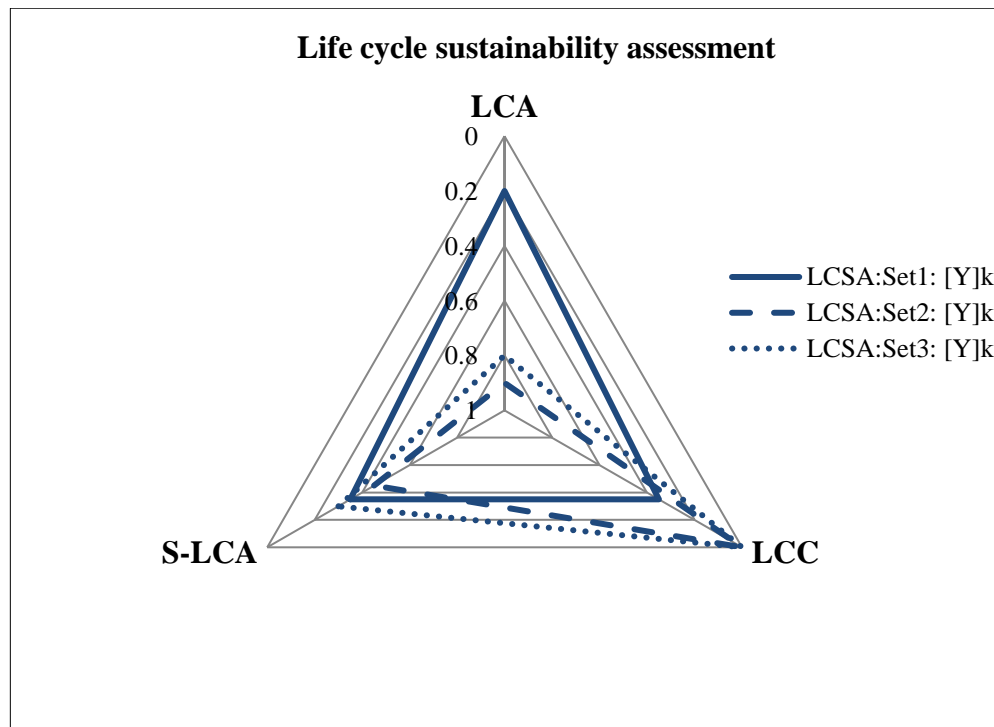 Life cycle sustainability assessment
LCA
0
0.2
0.4
0.6
0.8
1
S-LCA
LCC
LCSA:Set1: [Y]k
LCSA:Set2: [Y]k
LCSA:Set3: [Y]k